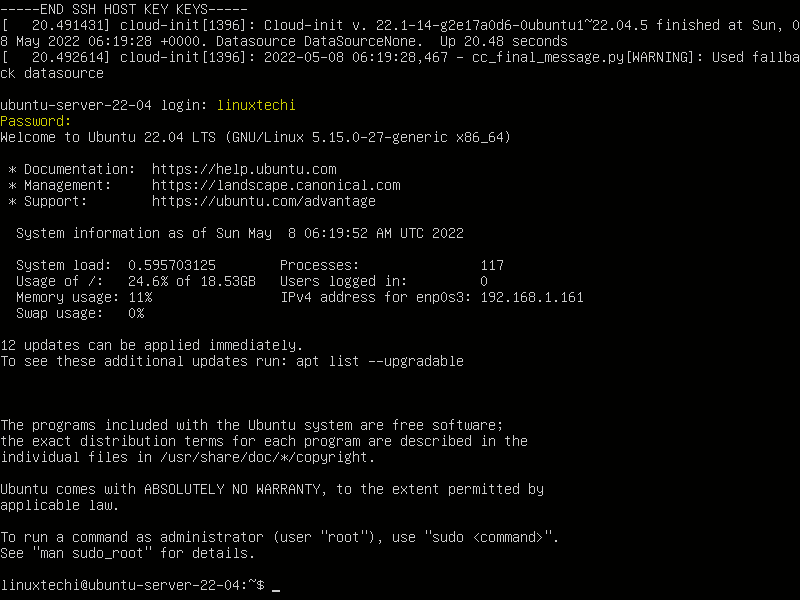 -----END SSH HOST KEY KEYS-----
[   20.491431] cloud-init[1396]: Cloud-init v. 22.1-14-g2e17a0d6-0ubuntu1~22.04.5 finished at Sun, 0
8 May 2022 06:19:28 +0000. Datasource DataSourceNone.  Up 20.48 seconds
[   20.492614] cloud-init[1396]: 2022-05-08 06:19:28,467 - cc_final_message.py[WARNING]: Used fallba
ck datasource
ubuntu-server-22-04 login: linuxtechi
Password:
Welcome to Ubuntu 22.04 LTS (GNU/Linux 5.15.0-27-generic x86_64)
 * Documentation:  https://help.ubuntu.com
 * Management:     https://landscape.canonical.com
 * Support:        https://ubuntu.com/advantage
  System information as of Sun May  8 06:19:52 AM UTC 2022
  System load:  0.595703125        Processes:               117
  Usage of /:   24.6% of 18.53GB   Users logged in:         0
  Memory usage: 11%                IPv4 address for enp0s3: 192.168.1.161
  Swap usage:   0%
12 updates can be applied immediately.
To see these additional updates run: apt list --upgradable
The programs included with the Ubuntu system are free software;
the exact distribution terms for each program are described in the
individual files in /usr/share/doc/*/copyright.
Ubuntu comes with ABSOLUTELY NO WARRANTY, to the extent permitted by
applicable law.
To run a command as administrator (user "root"), use "sudo <command>".
See "man sudo_root" for details.
linuxtechi@ubuntu-server-22-04:~$ _